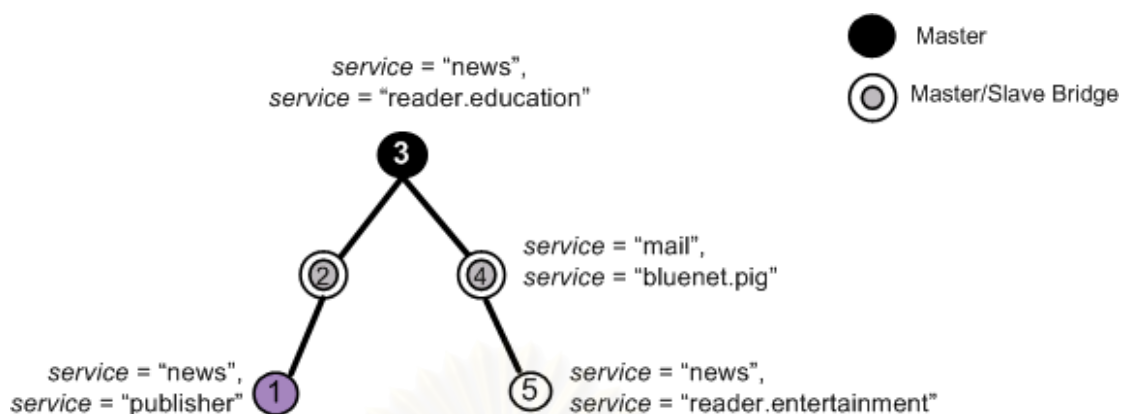 Master
Master/Slave Bridge
service = “news”,
service = “reader.education”
3
2
4
service = “mail”,
service = “bluenet.pig”
service = “news”,
service = “publisher”
1
5
service = “news”,
service = “reader.entertainment”